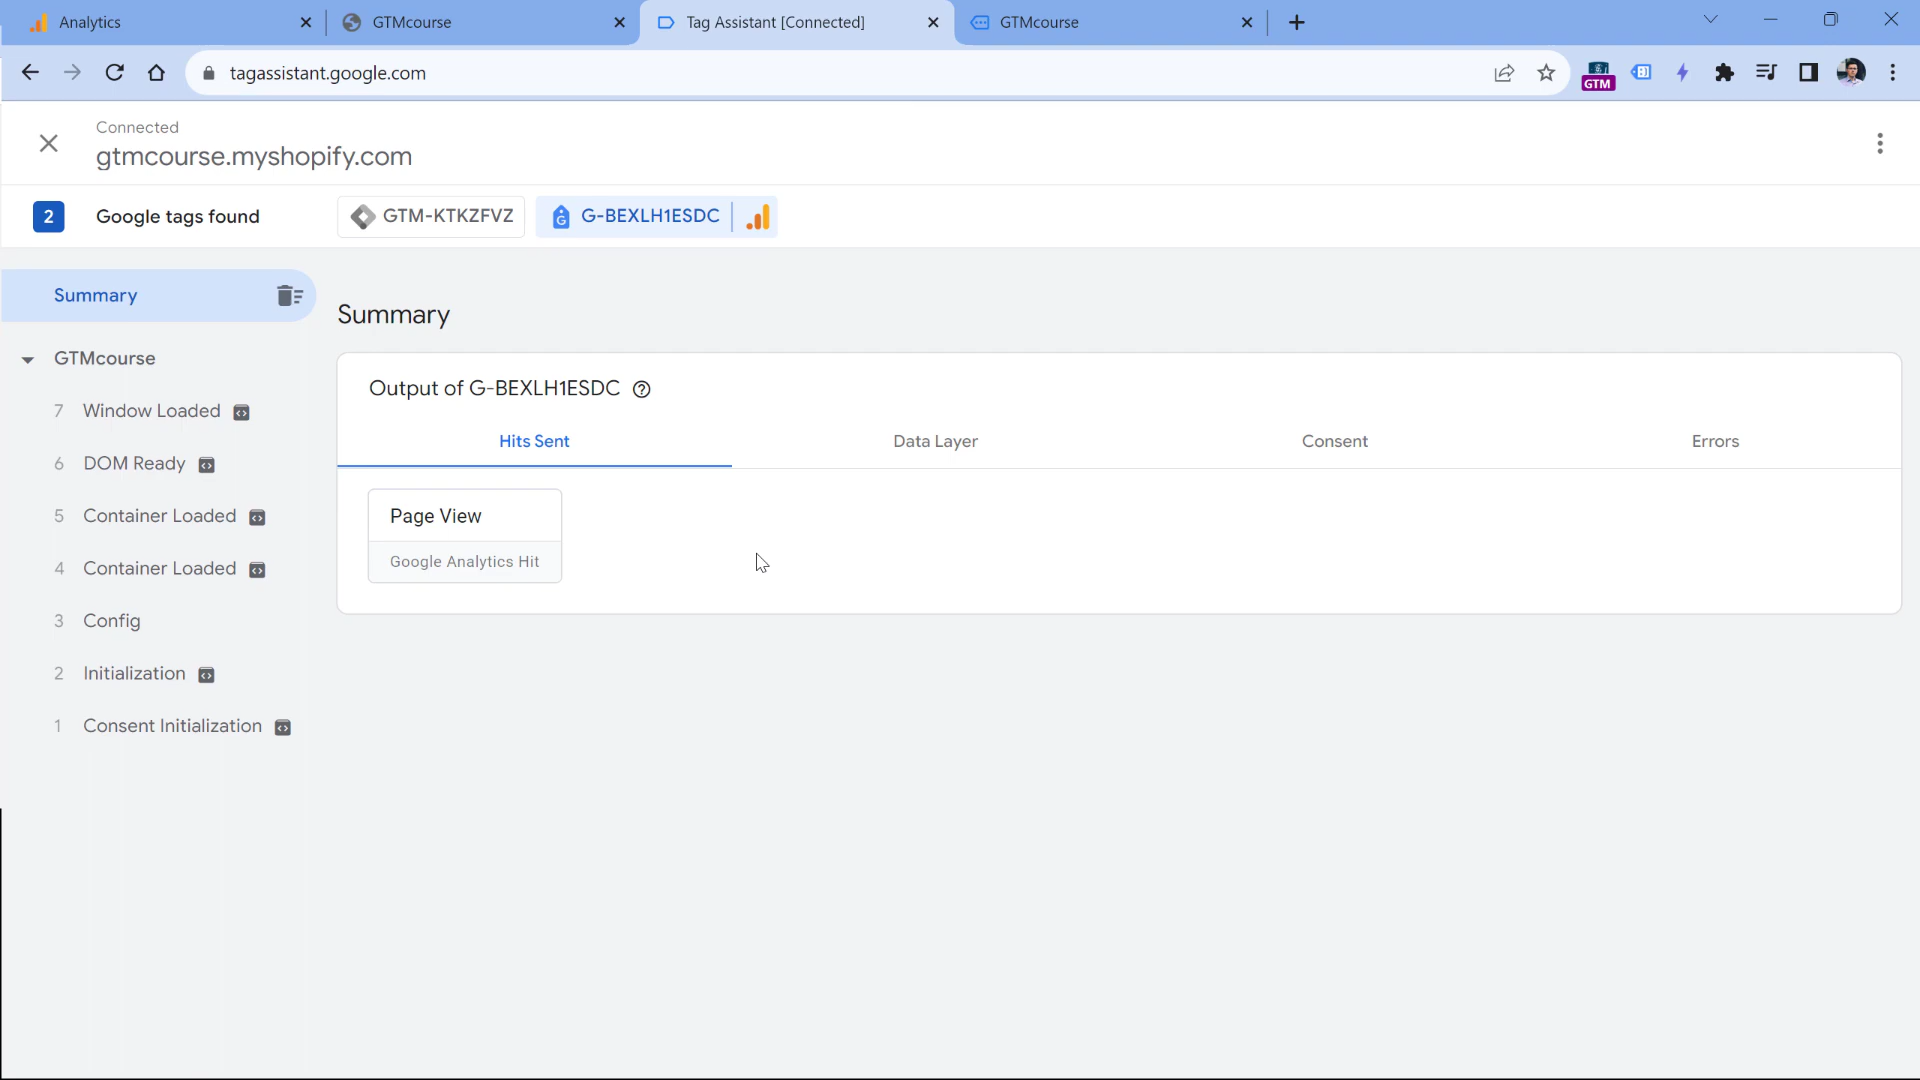 Analytics
GTMcourse
Tag Assistant [Connected]
GTMcourse
tagassistant.google.com
GTM
Connected
gtmcourse.myshopify.com
2 Google tags found
GTM-KTKZFVZ
G-BEXLH1ESDC
Summary
GTMcourse
7 Window Loaded
6 DOM Ready
5 Container Loaded
4 Container Loaded
3 Config
2 Initialization
1 Consent Initialization
Summary
Output of G-BEXLH1ESDC
Hits Sent
Data Layer
Consent
Errors
Page View
Google Analytics Hit